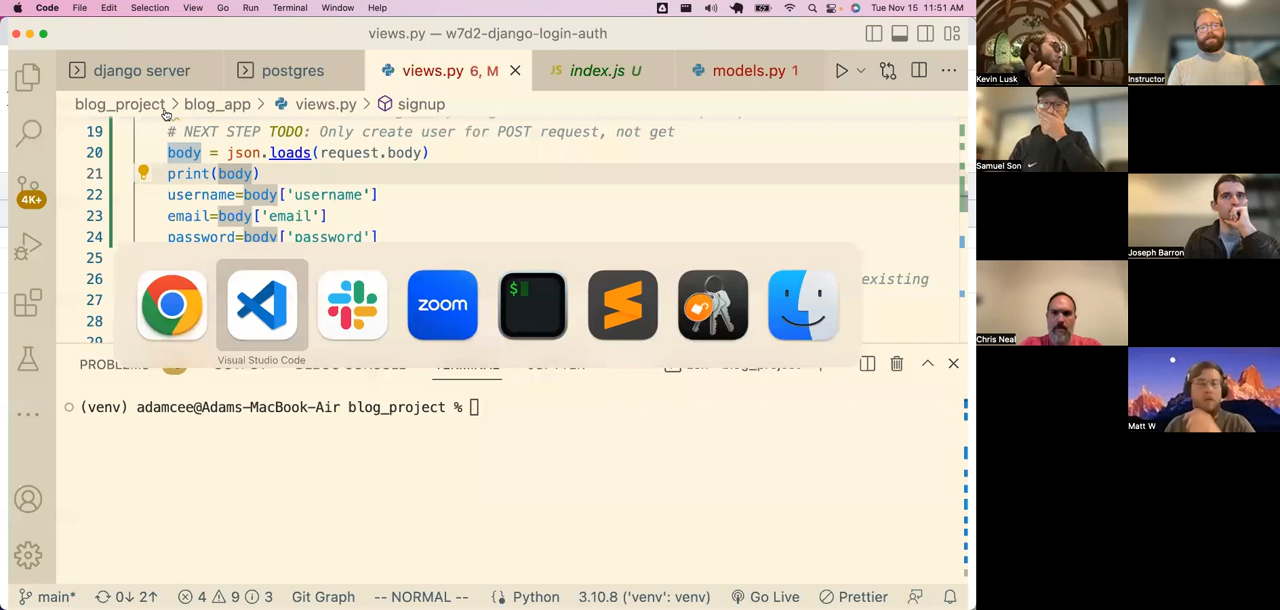 Code File Edit Selection View Go Run Terminal Window Help Tue Nov 15 11:51 AM
views.py — w7d2-django-login-auth
django server postgres views.py 6, M index.js U models.py 1
blog_project > blog_app > views.py > signup
19 # NEXT STEP TODO: Only create user for POST request, not get
20 body = json.loads(request.body)
21 print(body)
22 username=body['username']
23 email=body['email']
24 password=body['password']
25
26 existing
27
28
29
4K+
zoom
$
Visual Studio Code
PROBLEMS
TERMINAL
(venv) adamcee@Adams-MacBook-Air blog_project %
main* 0↓ 2↑ 4 9 3 Git Graph -- NORMAL -- Python 3.10.8 ('venv': venv) Go Live Prettier
Kevin Lusk
Instructor
Samuel Son
Joseph Barron
Chris Neal
Matt W